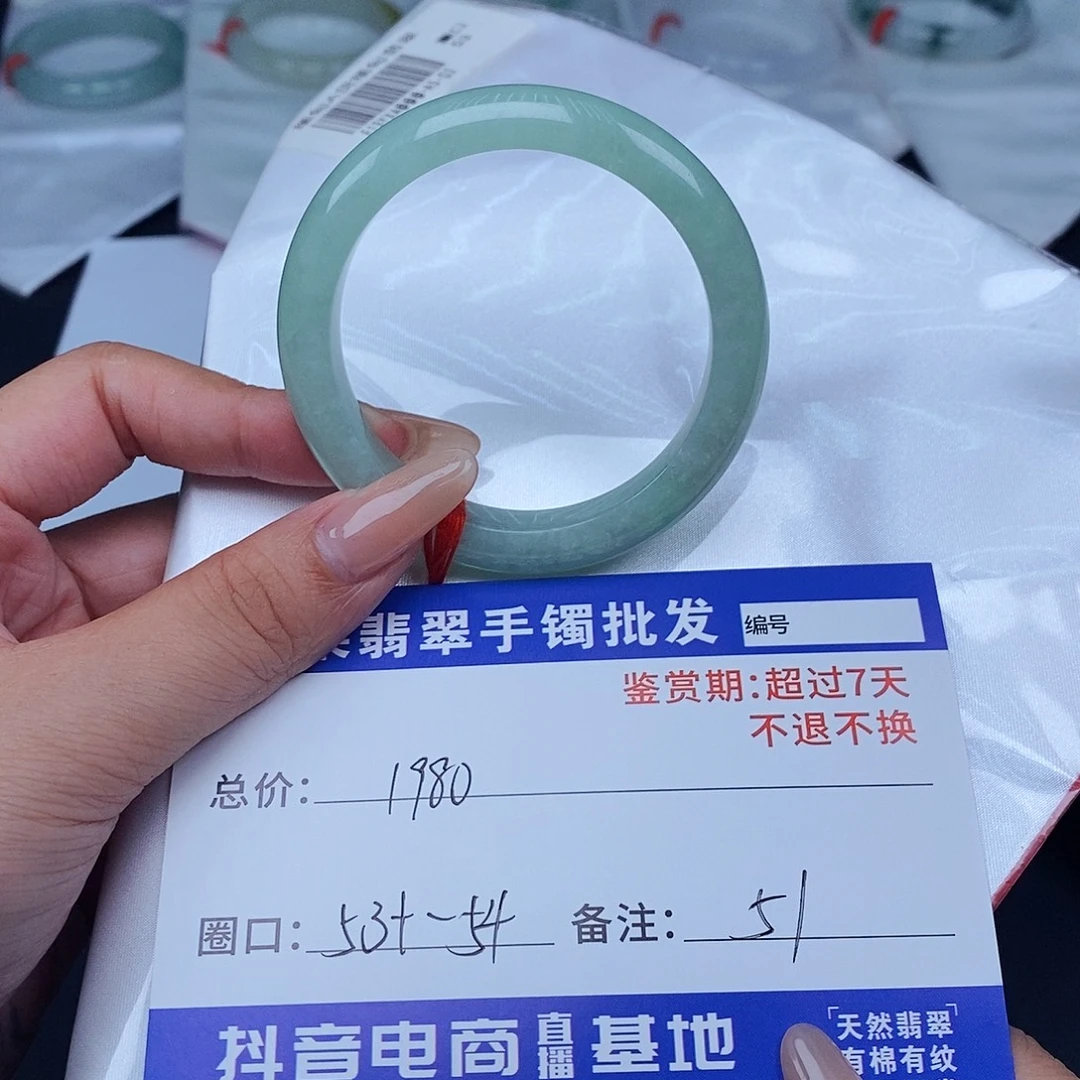 翡翠手镯批发 编号
鉴赏期:超过7天
不退不换
总价: 1980
圈口: 53+-54 备注: 51
抖音电商直播基地
「天然翡翠
有棉有纹